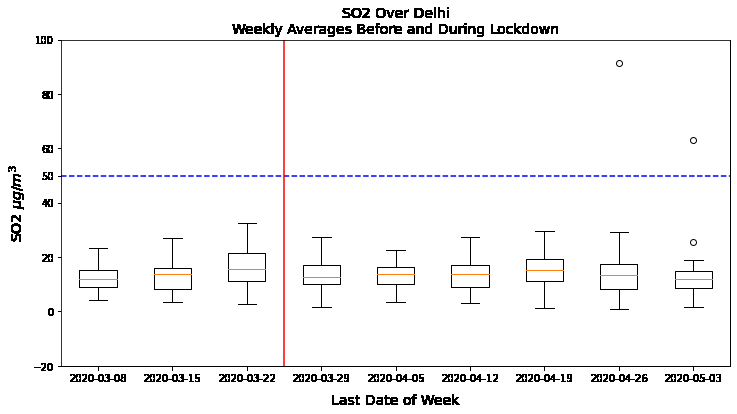 SO2 Over Delhi
Weekly Averages Before and During Lockdown
SO2 µg/m³
100
80
60
50
40
20
0
−20
2020-03-08 2020-03-15 2020-03-22 2020-03-29 2020-04-05 2020-04-12 2020-04-19 2020-04-26 2020-05-03
Last Date of Week